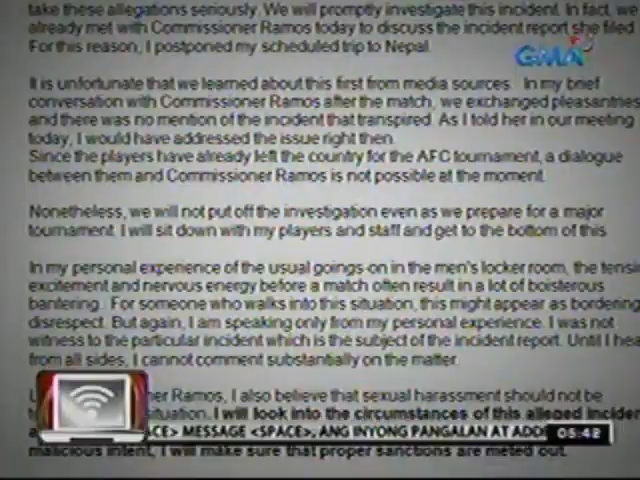 take these allegations seriously. We will promptly investigate this incident. In fact, we
already met with Commissioner Ramos today to discuss the incident report she filed
For this reason, I postponed my scheduled trip to Nepal.
GMA
It is unfortunate that we learned about this first from media sources. In my brief
conversation with Commissioner Ramos after the match, we exchanged pleasantries
and there was no mention of the incident that transpired. As I told her in our meeting
today, I would have addressed the issue right then.
Since the players have already left the country for the AFC tournament, a dialogue
between them and Commissioner Ramos is not possible at the moment.
Nonetheless, we will not put off the investigation even as we prepare for a major
tournament. I will sit down with my players and staff and get to the bottom of this.
In my personal experience of the usual goings-on in the men's locker room, the
excitement and nervous energy before a match often result in a lot of boisterous
bantering. For someone who walks into this situation, this might appear as bordering
disrespect. But again, I am speaking only from my personal experience. I was not
witness to the particular incident which is the subject of the incident report. Until I
from all sides, I cannot comment substantially on the matter.
Ramos, I also believe that sexual harassment should not be
situation. I will look into the circumstances of this alleged
<SPACE> MESSAGE <SPACE>, ANG INYONG PANGALAN AT
05:42
malicious intent, I will make sure that proper sanctions are meted out.